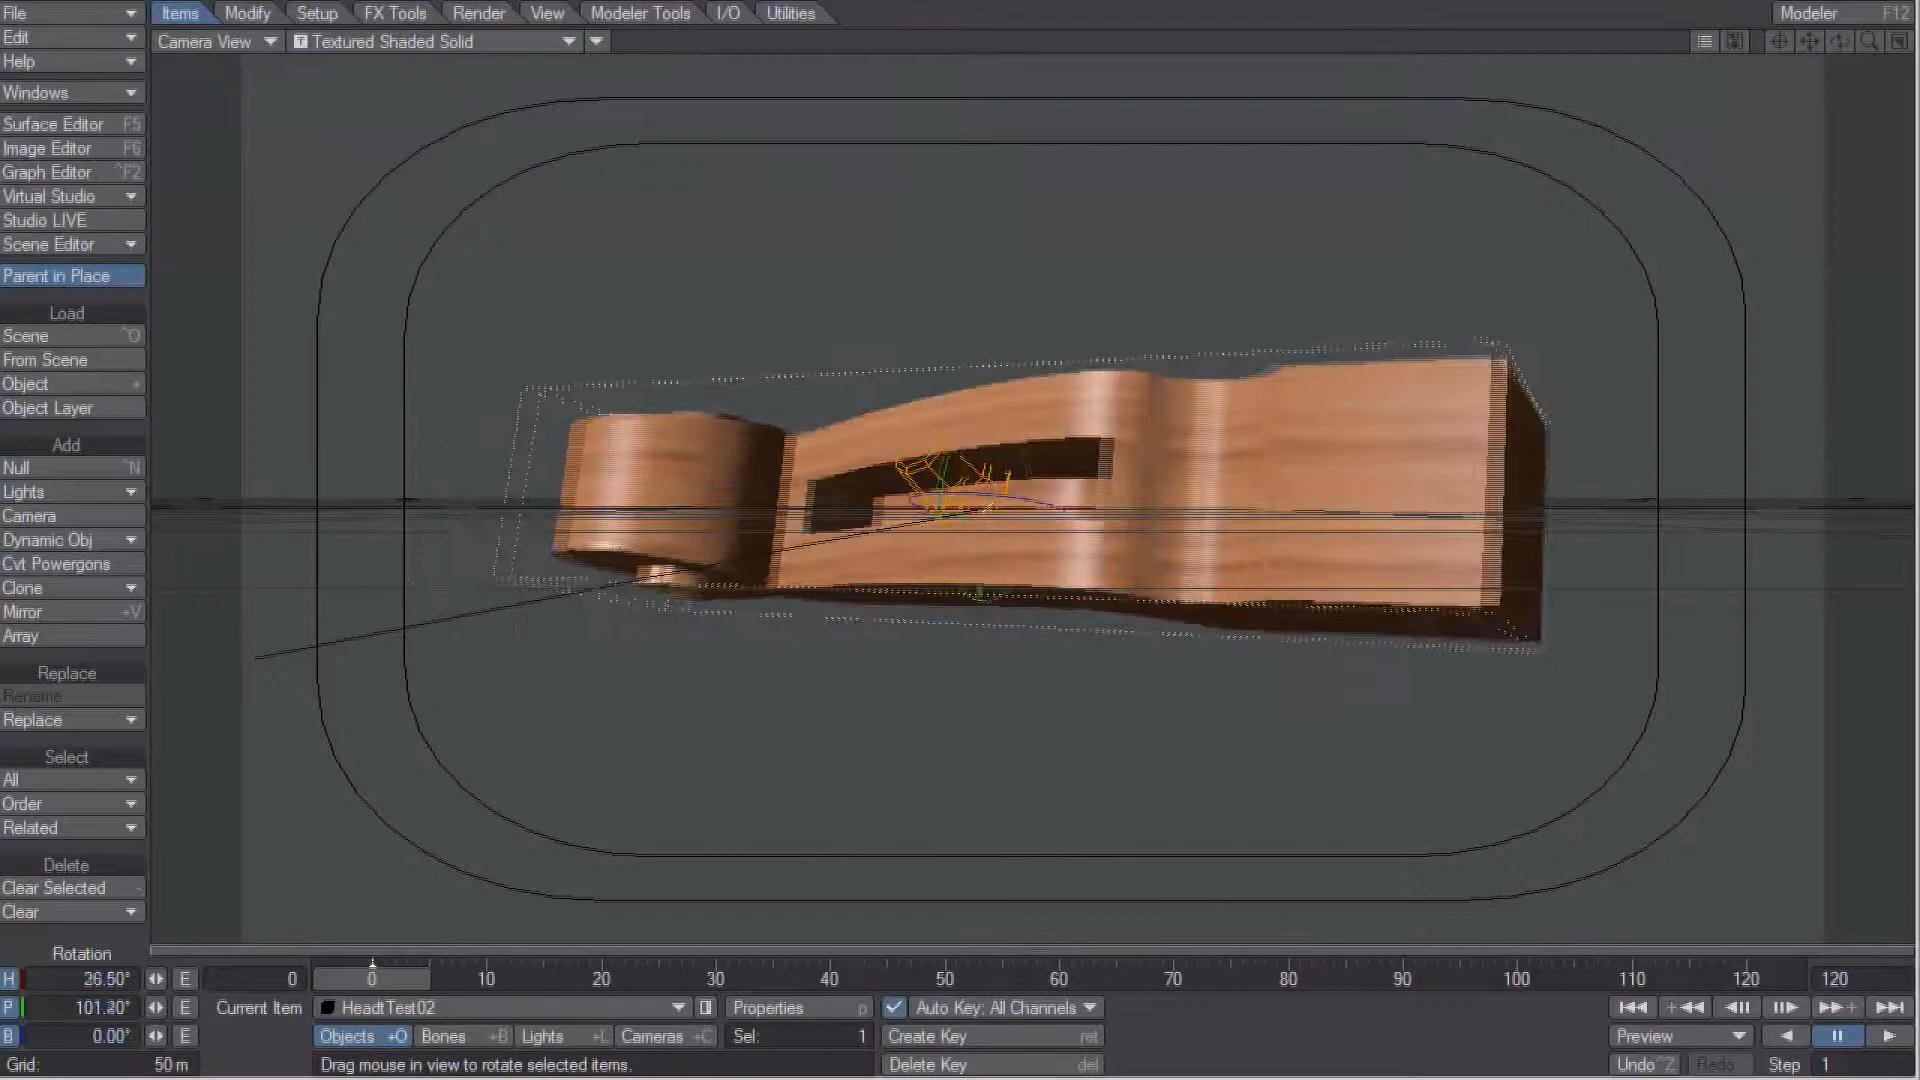 File Items Modify Setup FX Tools Render View Modeler Tools I/O Utilities Modeler F12
Edit Camera View Textured Shaded Solid
Help
Windows
Surface Editor F5
Image Editor F6
Graph Editor ^F2
Virtual Studio
Studio LIVE
Scene Editor
Parent in Place
Load
Scene ^O
From Scene
Object +
Object Layer
Add
Null ^N
Lights
Camera
Dynamic Obj
Cvt Powergons
Clone
Mirror +V
Array
Replace
Rename
Replace
Select
All
Order
Related
Delete
Clear Selected -
Clear
Rotation
H 26.50° E 0 0 10 20 30 40 50 60 70 80 90 100 110 120 120
P E Current Item HeadtTest02 Properties p Auto Key: All Channels
B 0.00° E Objects +O Bones +B Lights +L Cameras +C Sel: 1 Create Key ret Preview
Grid: 50 m Drag mouse in view to rotate selected items. Delete Key del Undo ^Z Redo Step 1